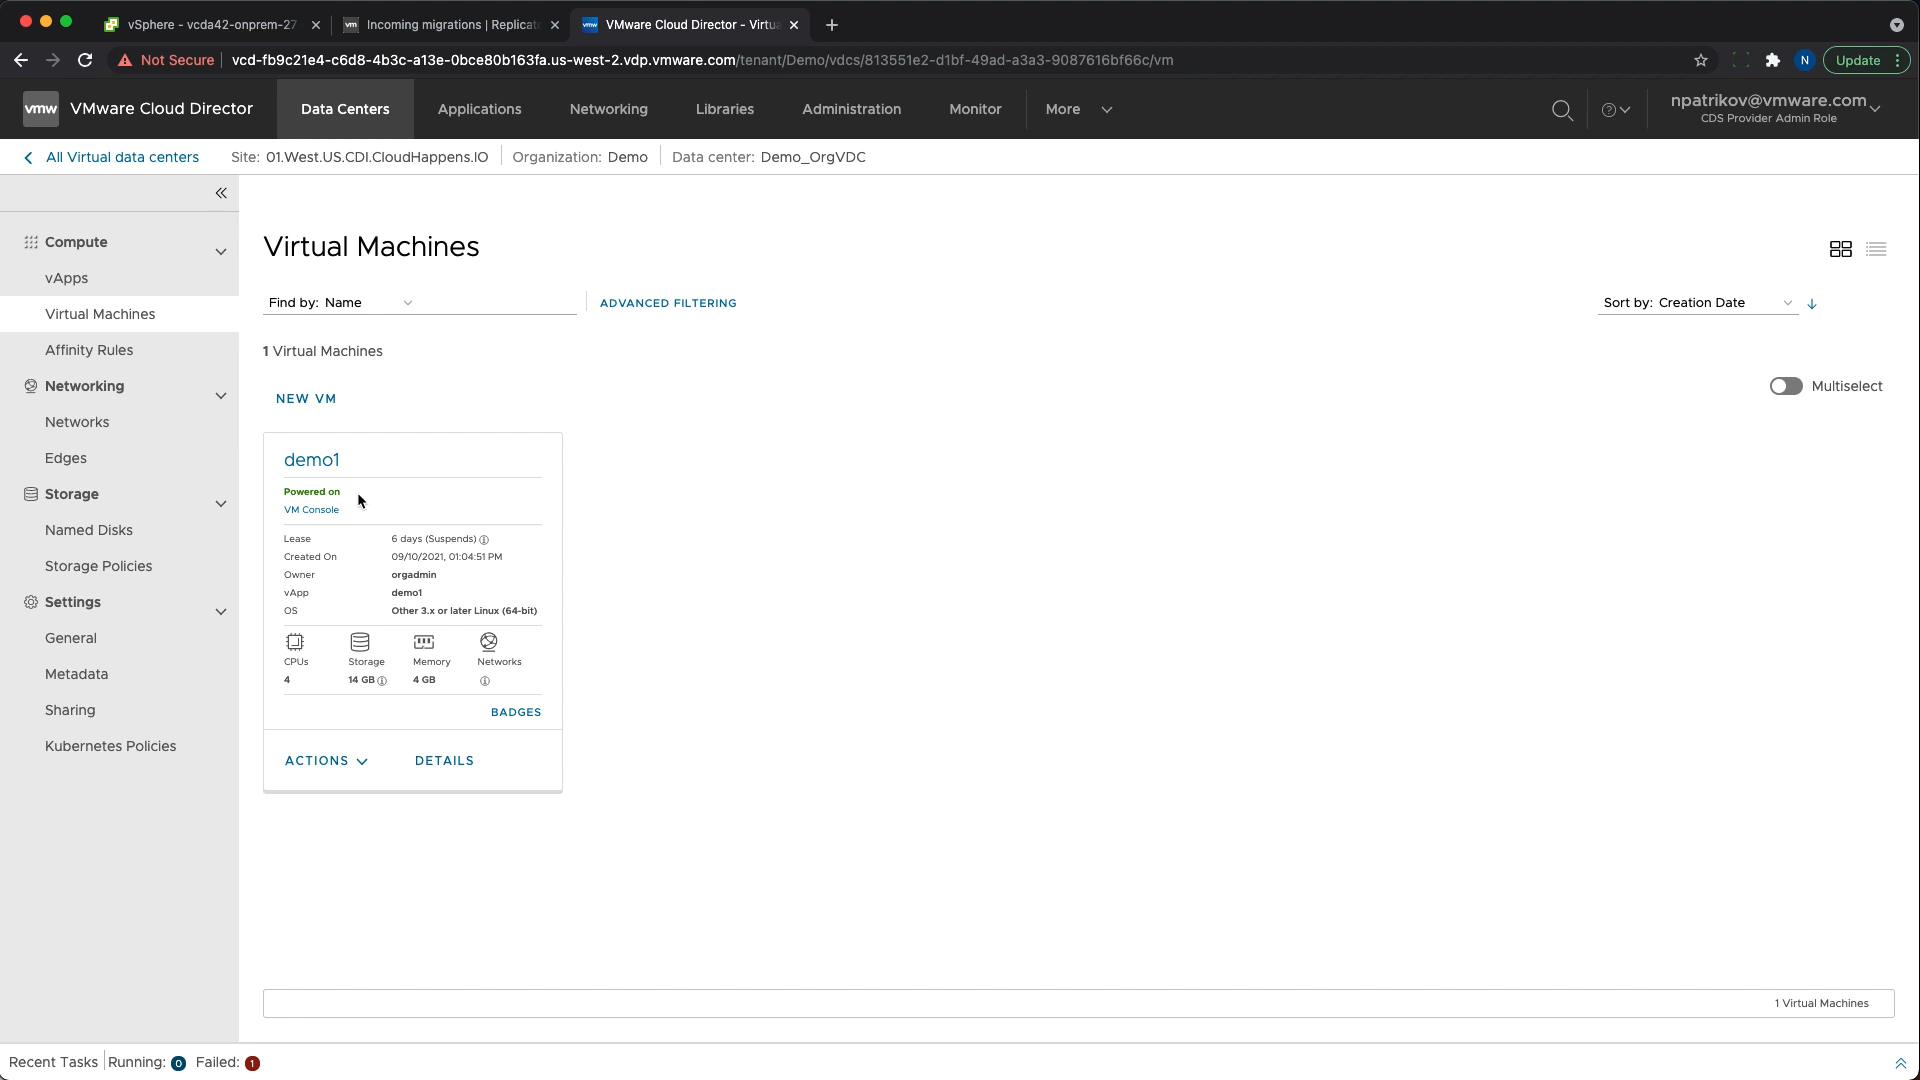 vSphere - vcda42-onprem-27
Incoming migrations | Replicat
VMware Cloud Director - Virtu
Not Secure
vcd-fb9c21e4-c6d8-4b3c-a13e-0bce80b163fa.us-west-2.vdp.vmware.com/tenant/Demo/vdcs/813551e2-d1bf-49ad-a3a3-9087616bf66c/vm
N
Update
vmw
VMware Cloud Director
Data Centers
Applications
Networking
Libraries
Administration
Monitor
More
npatrikov@vmware.com
CDS Provider Admin Role
All Virtual data centers
Site: 01.West.US.CDI.CloudHappens.IO
Organization: Demo
Data center: Demo_OrgVDC
Compute
vApps
Virtual Machines
Affinity Rules
Networking
Networks
Edges
Storage
Named Disks
Storage Policies
Settings
General
Metadata
Sharing
Kubernetes Policies
Virtual Machines
Find by: Name
ADVANCED FILTERING
Sort by: Creation Date
1 Virtual Machines
NEW VM
Multiselect
demo1
Powered on
VM Console
Lease 6 days (Suspends)
Created On 09/10/2021, 01:04:51 PM
Owner orgadmin
vApp demo1
OS Other 3.x or later Linux (64-bit)
CPUs Storage Memory Networks
4 14 GB 4 GB
BADGES
ACTIONS DETAILS
1 Virtual Machines
Recent Tasks Running: 0 Failed: 1